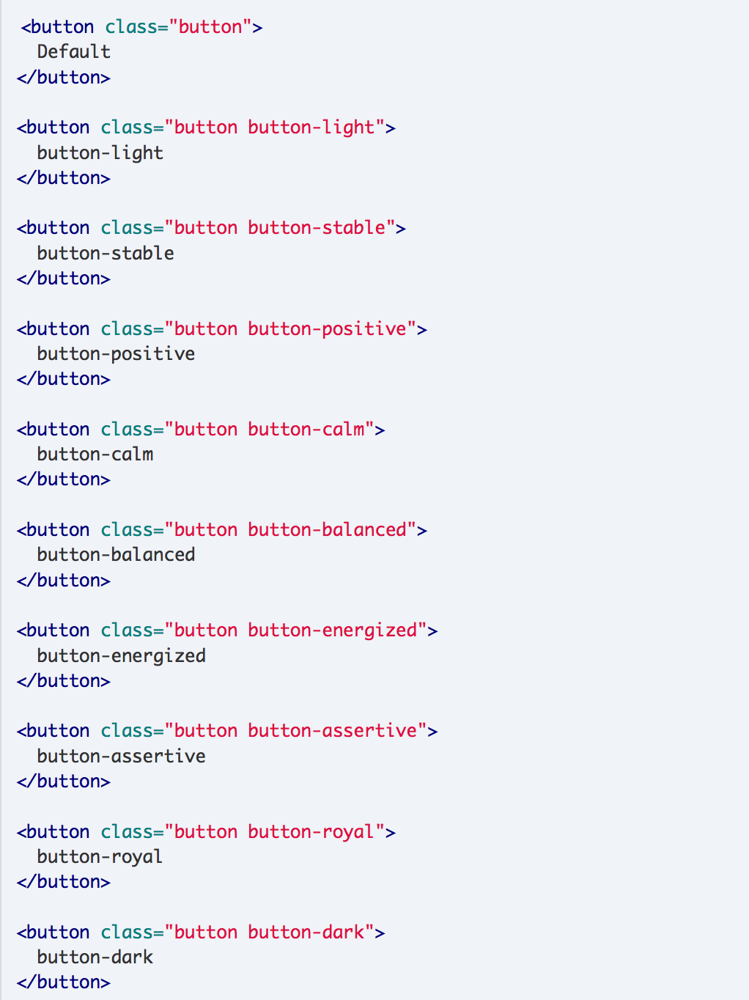 <button class="button">
  Default
</button>

<button class="button button-light">
  button-light
</button>

<button class="button button-stable">
  button-stable
</button>

<button class="button button-positive">
  button-positive
</button>

<button class="button button-calm">
  button-calm
</button>

<button class="button button-balanced">
  button-balanced
</button>

<button class="button button-energized">
  button-energized
</button>

<button class="button button-assertive">
  button-assertive
</button>

<button class="button button-royal">
  button-royal
</button>

<button class="button button-dark">
  button-dark
</button>